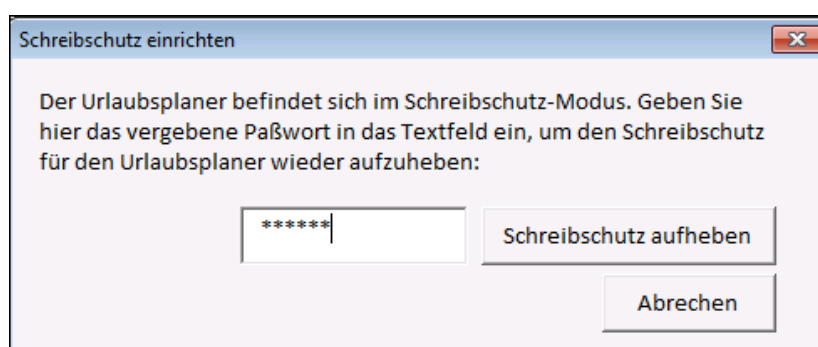 Schreibschutz einrichten
Der Urlaubsplaner befindet sich im Schreibschutz-Modus. Geben Sie
hier das vergebene Paßwort in das Textfeld ein, um den Schreibschutz
für den Urlaubsplaner wieder aufzuheben:
******
Schreibschutz aufheben
Abrechen